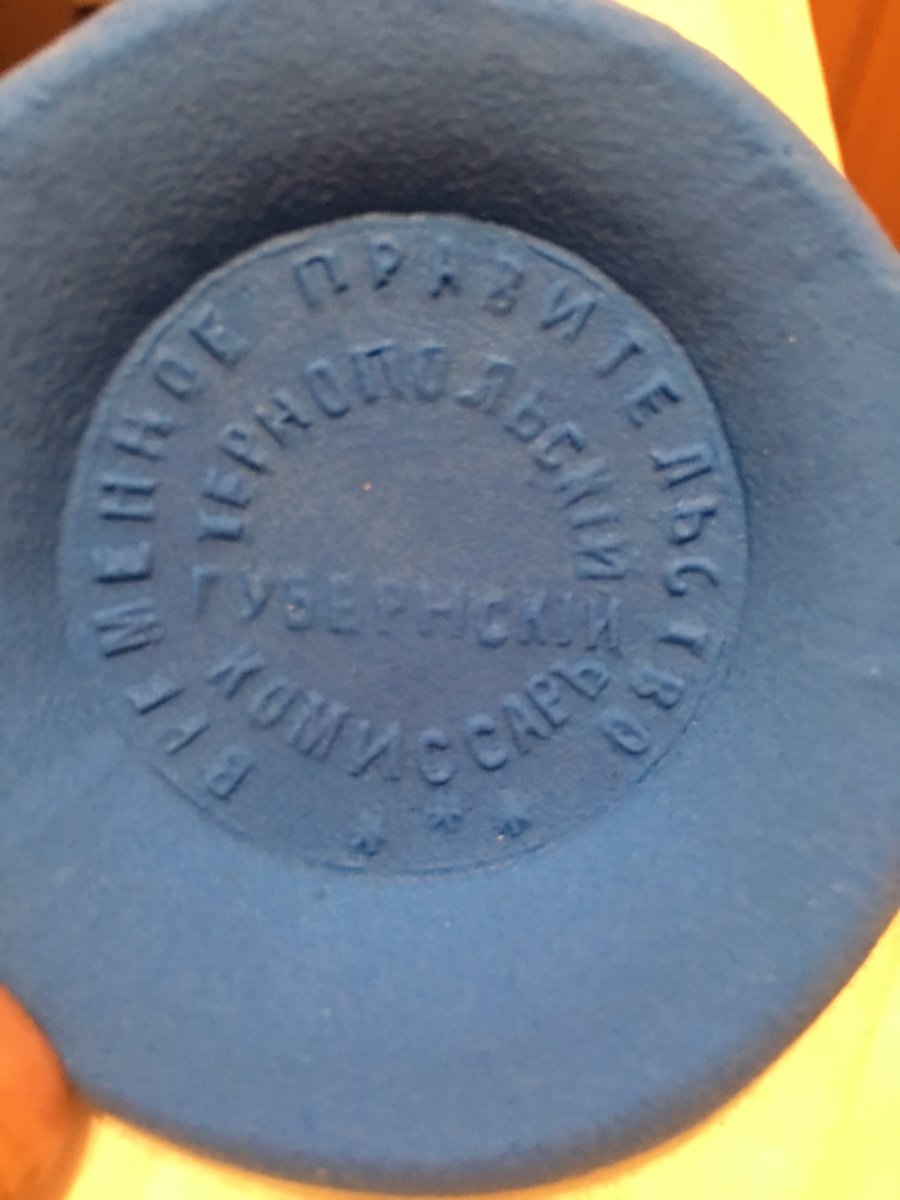 ВРЕМЕННОЕ ПРАВИТЕЛЬСТВО
ТЕРНОПОЛЬСКІЙ
ГУБЕРНСКІЙ
КОМИССАРЪ
* * *